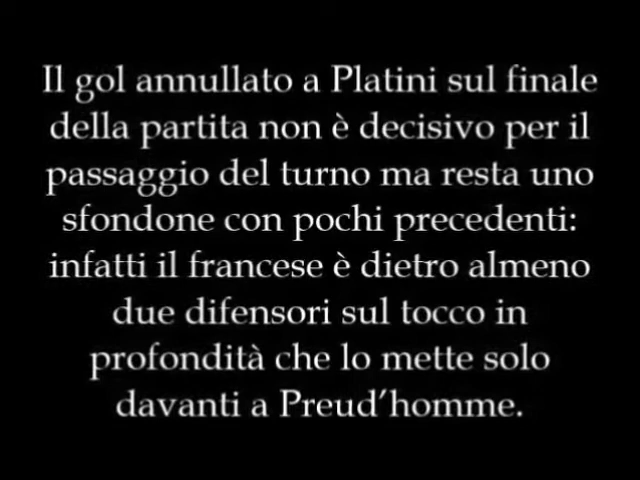 Il gol annullato a Platini sul finale
della partita non è decisivo per il
passaggio del turno ma resta uno
sfondone con pochi precedenti:
infatti il francese è dietro almeno
due difensori sul tocco in
profondità che lo mette solo
davanti a Preud’homme.